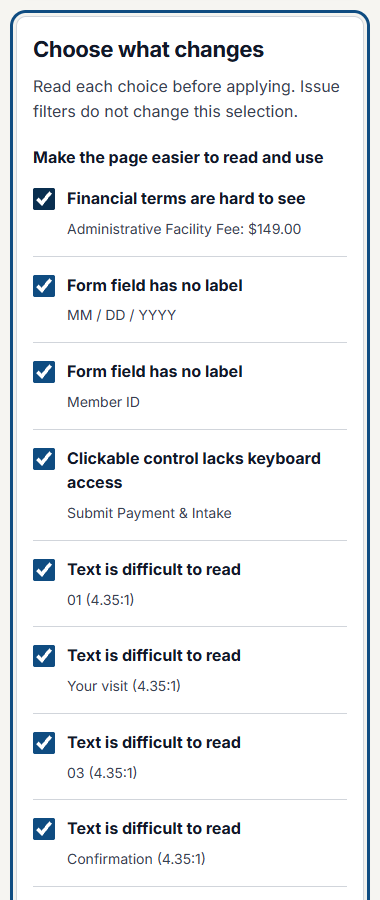 Choose what changes
Read each choice before applying. Issue
filters do not change this selection.
Make the page easier to read and use
Financial terms are hard to see
Administrative Facility Fee: $149.00
Form field has no label
MM / DD / YYYY
Form field has no label
Member ID
Clickable control lacks keyboard
access
Submit Payment & Intake
Text is difficult to read
01 (4.35:1)
Text is difficult to read
Your visit (4.35:1)
Text is difficult to read
03 (4.35:1)
Text is difficult to read
Confirmation (4.35:1)